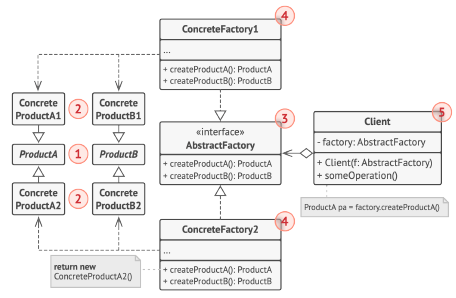 ConcreteFactory1
4
...
+ createProductA(): ProductA
+ createProductB(): ProductB
Concrete
ProductA1
2
Concrete
ProductB1
«interface»
AbstractFactory
3
+ createProductA(): ProductA
+ createProductB(): ProductB
Client
5
- factory: AbstractFactory
+ Client(f: AbstractFactory)
+ someOperation()
ProductA
1
ProductB
Concrete
ProductA2
2
Concrete
ProductB2
ProductA pa = factory.createProductA()
ConcreteFactory2
4
...
+ createProductA(): ProductA
+ createProductB(): ProductB
return new
ConcreteProductA2()